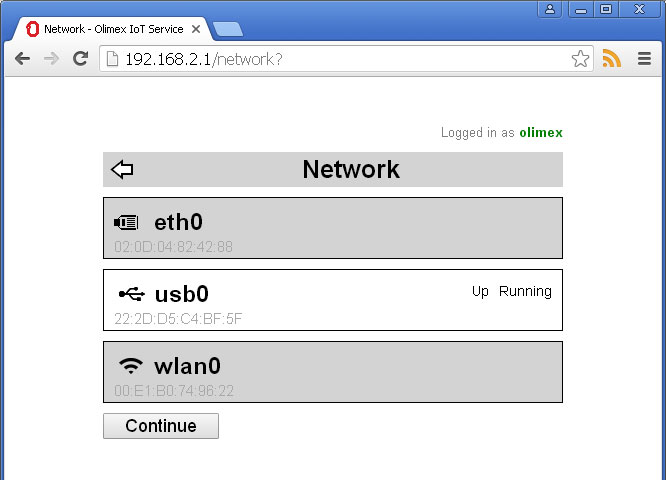 Network - Olimex IoT Service
192.168.2.1/network?
Logged in as olimex
Network
eth0
02:0D:04:82:42:88
usb0
Up Running
22:2D:D5:C4:BF:5F
wlan0
00:E1:B0:74:96:22
Continue